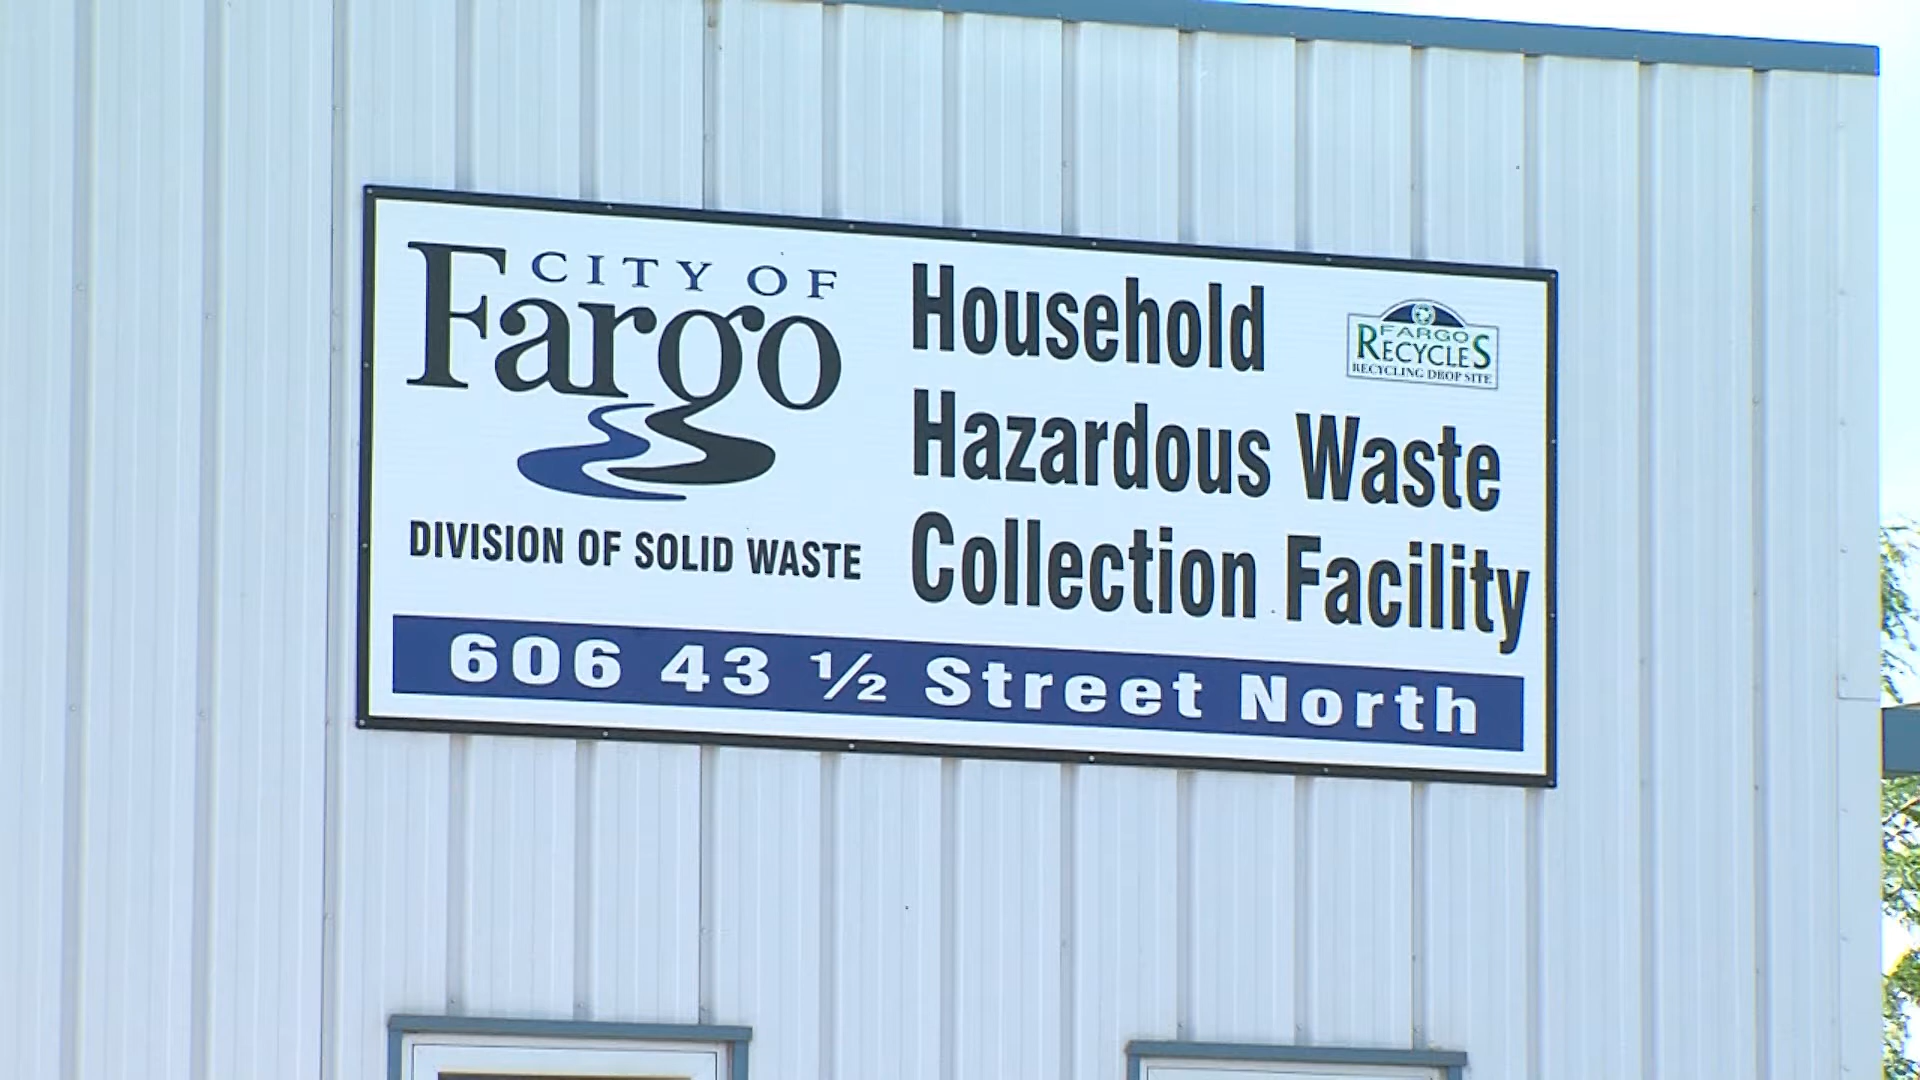 CITY OF
Fargo
DIVISION OF SOLID WASTE
Household
Hazardous Waste
Collection Facility
FARGO
RECYCLES
RECYCLING DROP SITE
606 43 ½ Street North